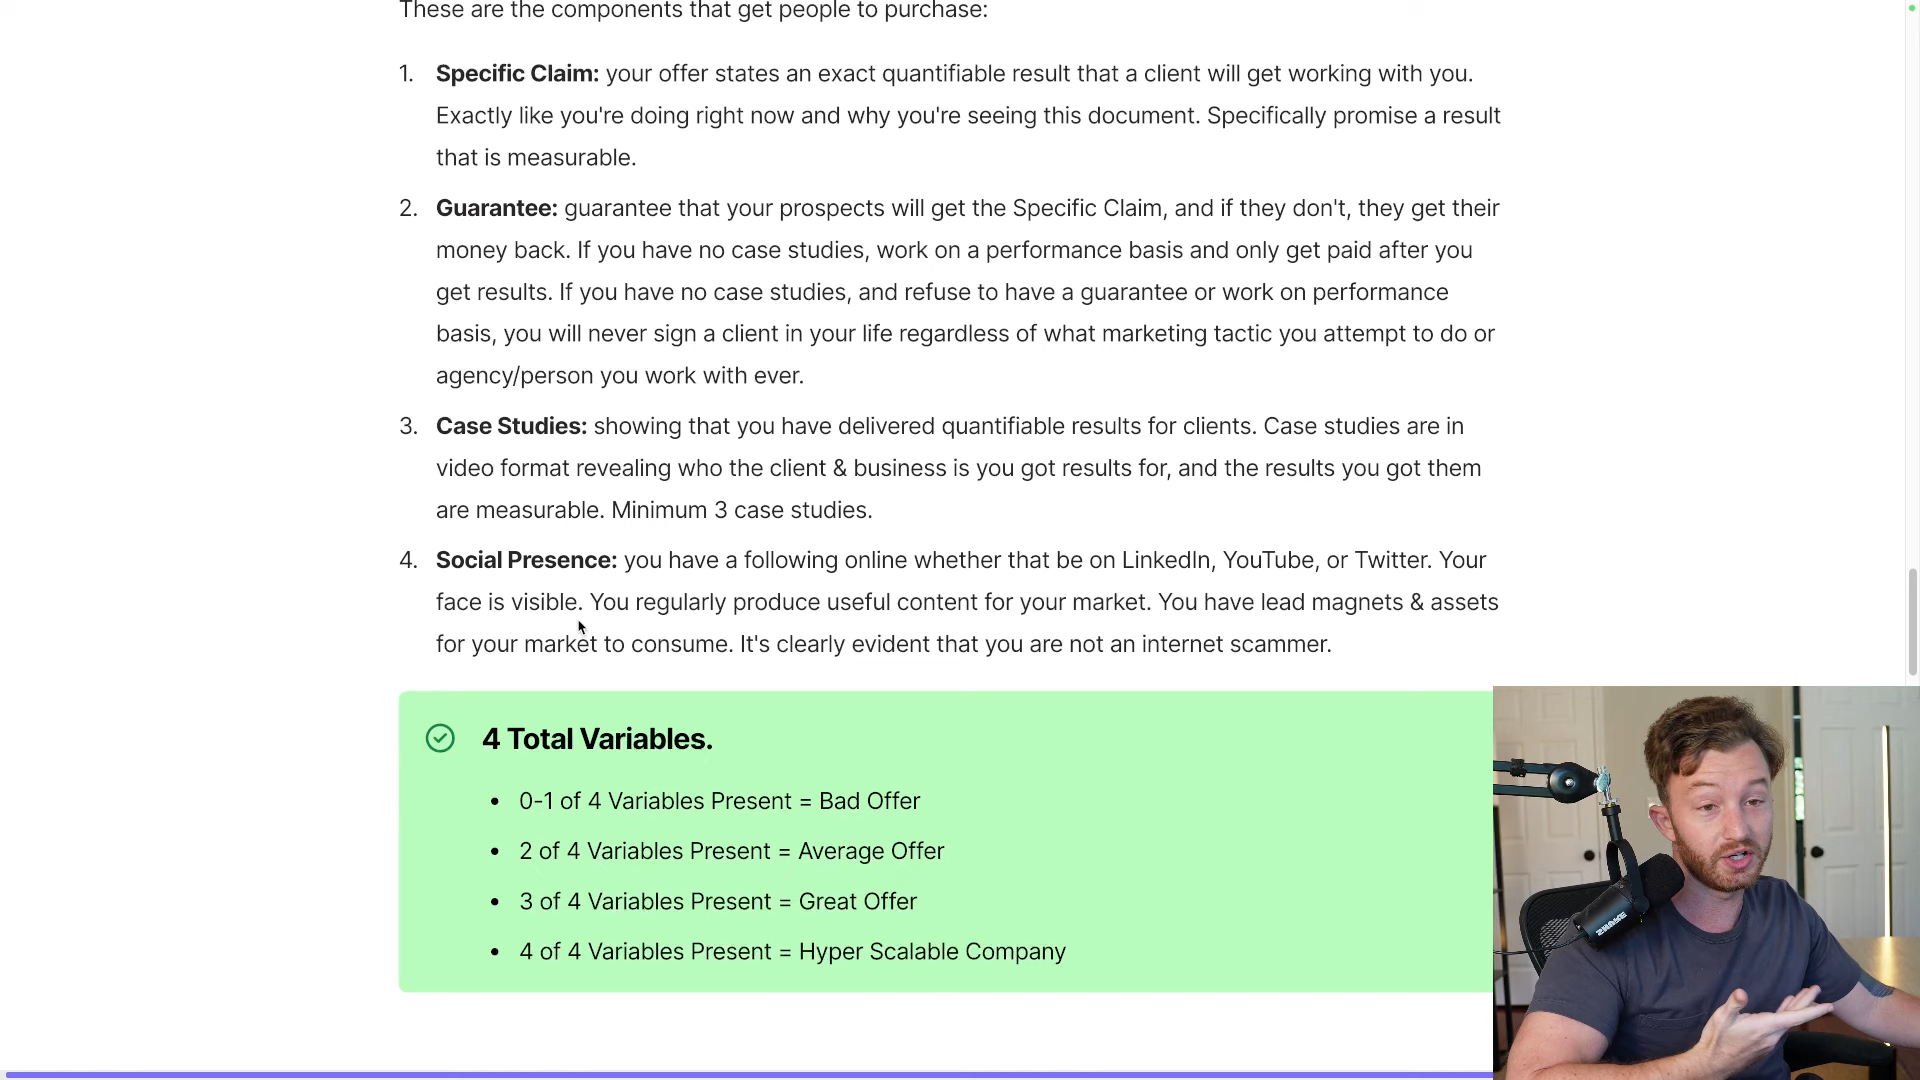 These are the components that get people to purchase:
1. Specific Claim: your offer states an exact quantifiable result that a client will get working with you.
Exactly like you're doing right now and why you're seeing this document. Specifically promise a result
that is measurable.
2. Guarantee: guarantee that your prospects will get the Specific Claim, and if they don't, they get their
money back. If you have no case studies, work on a performance basis and only get paid after you
get results. If you have no case studies, and refuse to have a guarantee or work on performance
basis, you will never sign a client in your life regardless of what marketing tactic you attempt to do or
agency/person you work with ever.
3. Case Studies: showing that you have delivered quantifiable results for clients. Case studies are in
video format revealing who the client & business is you got results for, and the results you got them
are measurable. Minimum 3 case studies.
4. Social Presence: you have a following online whether that be on LinkedIn, YouTube, or Twitter. Your
face is visible. You regularly produce useful content for your market. You have lead magnets & assets
for your market to consume. It's clearly evident that you are not an internet scammer.
4 Total Variables.
• 0-1 of 4 Variables Present = Bad Offer
• 2 of 4 Variables Present = Average Offer
• 3 of 4 Variables Present = Great Offer
• 4 of 4 Variables Present = Hyper Scalable Company
SHURE